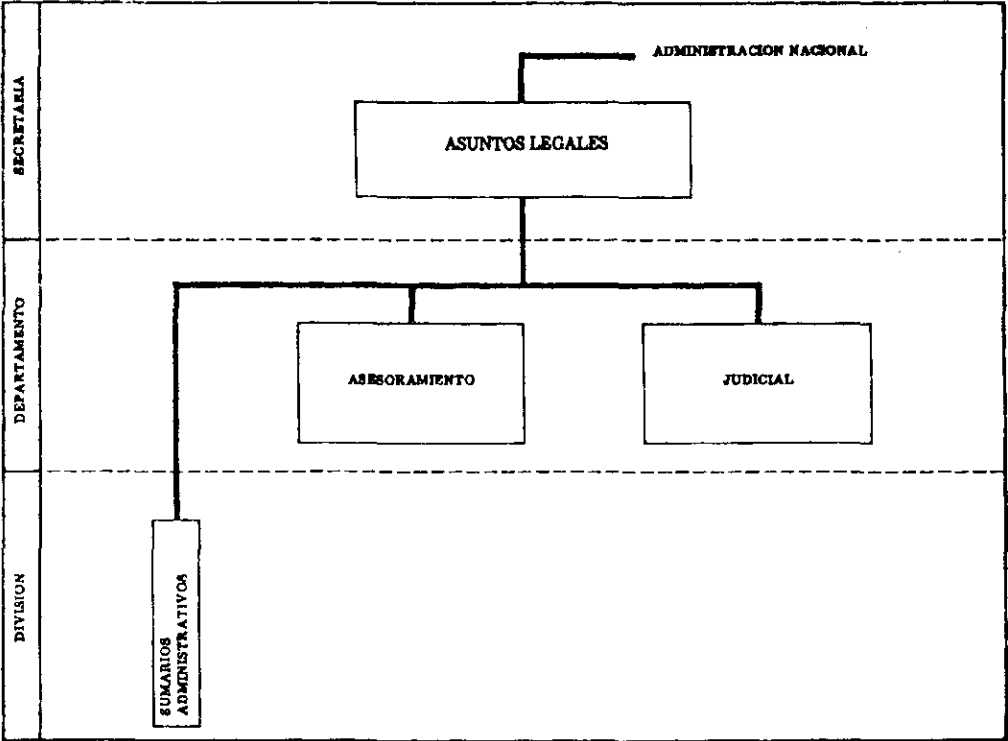 SECRETARIA
ADMINISTRACION NACIONAL
ASUNTOS LEGALES
DEPARTAMENTO
ASESORAMIENTO
JUDICIAL
DIVISION
SUMARIOS
ADMINISTRATIVOS